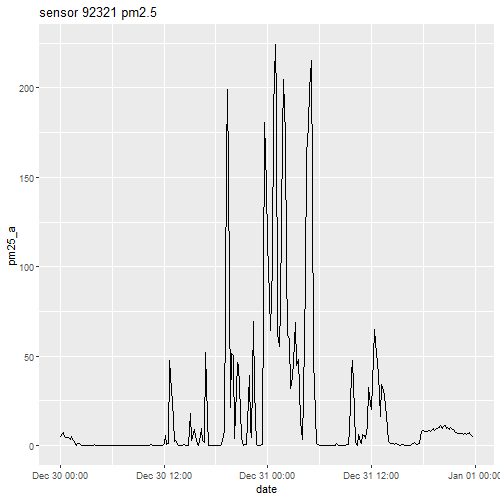 sensor 92321 pm2.5
200
150
100
50
0
pm25_a
Dec 30 00:00
Dec 30 12:00
Dec 31 00:00
Dec 31 12:00
Jan 01 00:00
date